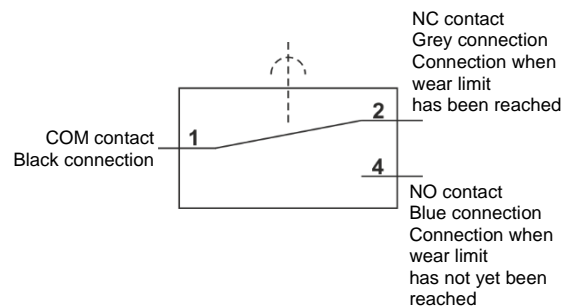 NC contact
Grey connection
Connection when
wear limit
has been reached
2
COM contact
Black connection
1
4
NO contact
Blue connection
Connection when
wear limit
has not yet been
reached